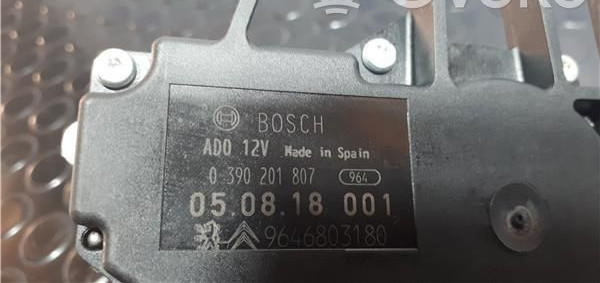 BOSCH
ADO 12V Made in Spain
0 390 201 807 964
05.08.18 001
9646803180